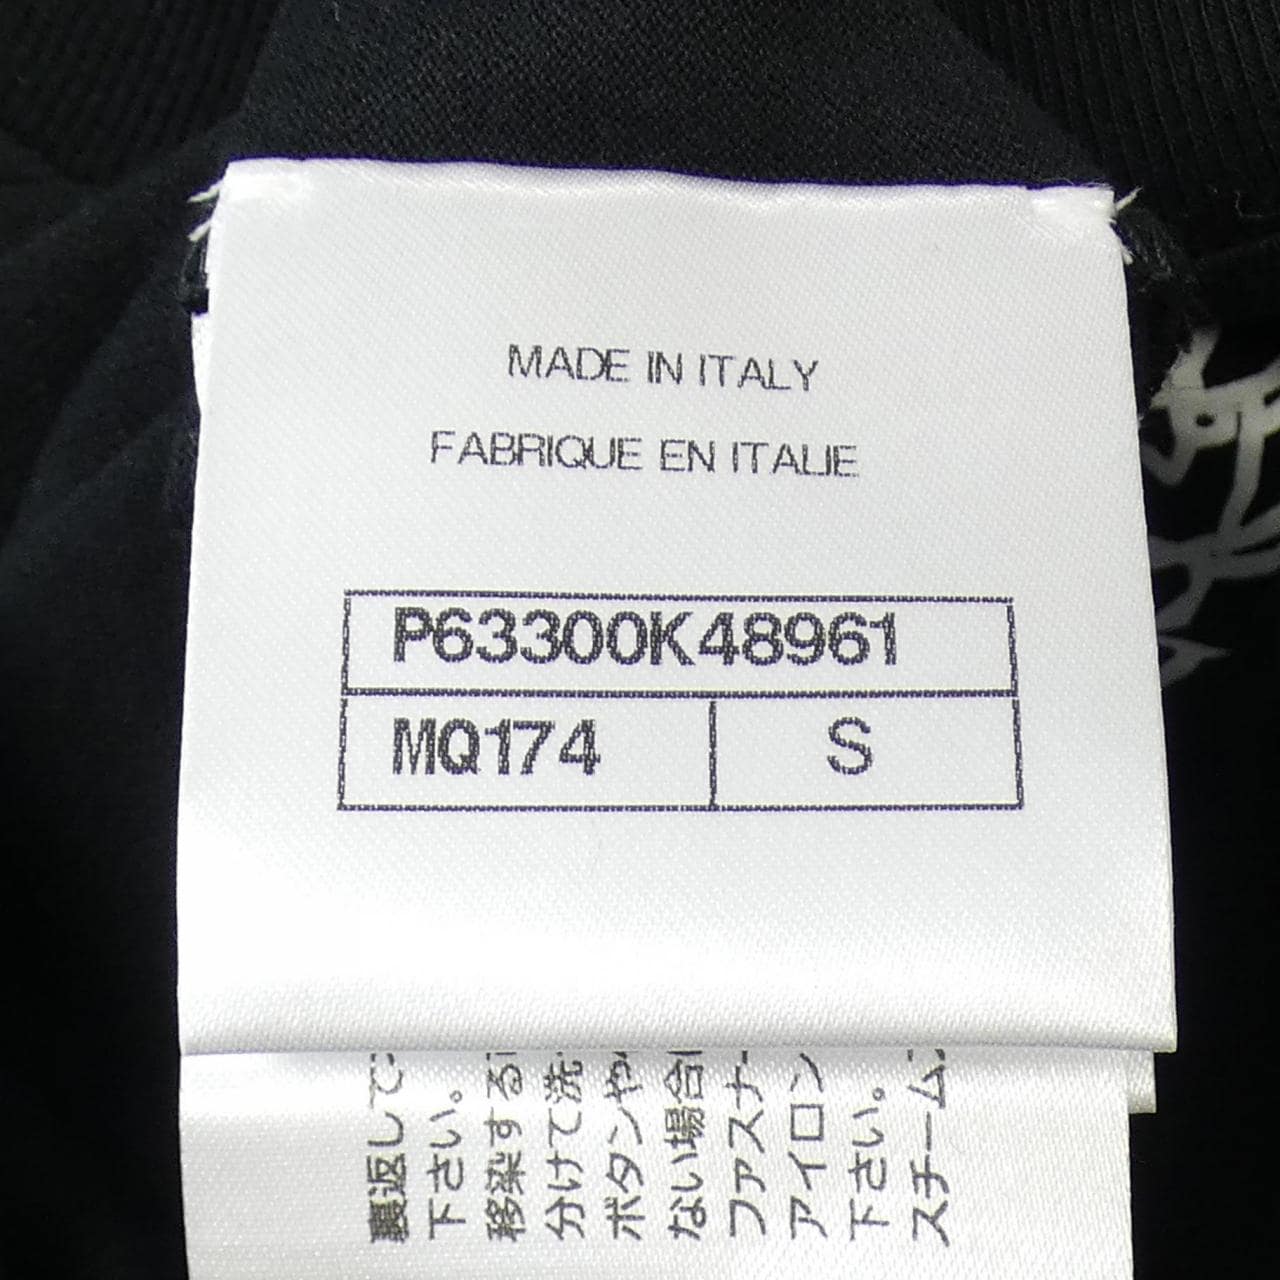 MADE IN ITALY
FABRIQUE EN ITALIE
P63300K48961
MQ174 S
裏返して
下さい。
移染する
分けて洗
ボタンや
ない場合
ファスナー
アイロン
下さい。
スチーム